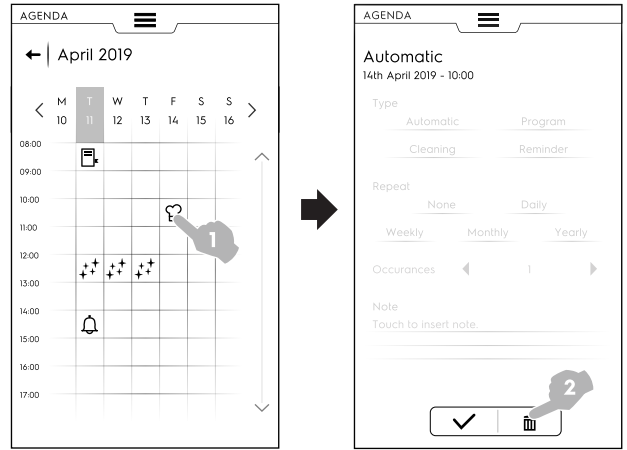 AGENDA
April 2019
M T W T F S S
10 11 12 13 14 15 16
08:00
09:00
10:00
11:00
12:00
13:00
14:00
15:00
16:00
17:00
1
AGENDA
Automatic
14th April 2019 - 10:00
Type
Automatic Program
Cleaning Reminder
Repeat
None Daily
Weekly Monthly Yearly
Occurances 1
Note
Touch to insert note.
2